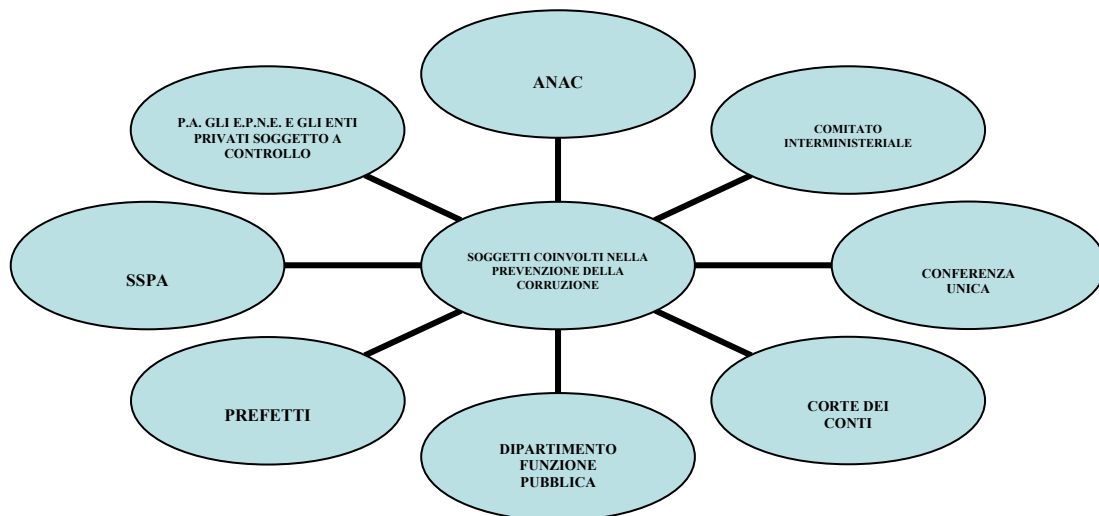 ANAC
P.A. GLI E.P.N.E. E GLI ENTI
PRIVATI SOGGETTO A
CONTROLLO
COMITATO
INTERMINISTERIALE
SSPA
SOGGETTI COINVOLTI NELLA
PREVENZIONE DELLA
CORRUZIONE
CONFERENZA
UNICA
PREFETTI
CORTE DEI
CONTI
DIPARTIMENTO
FUNZIONE
PUBBLICA